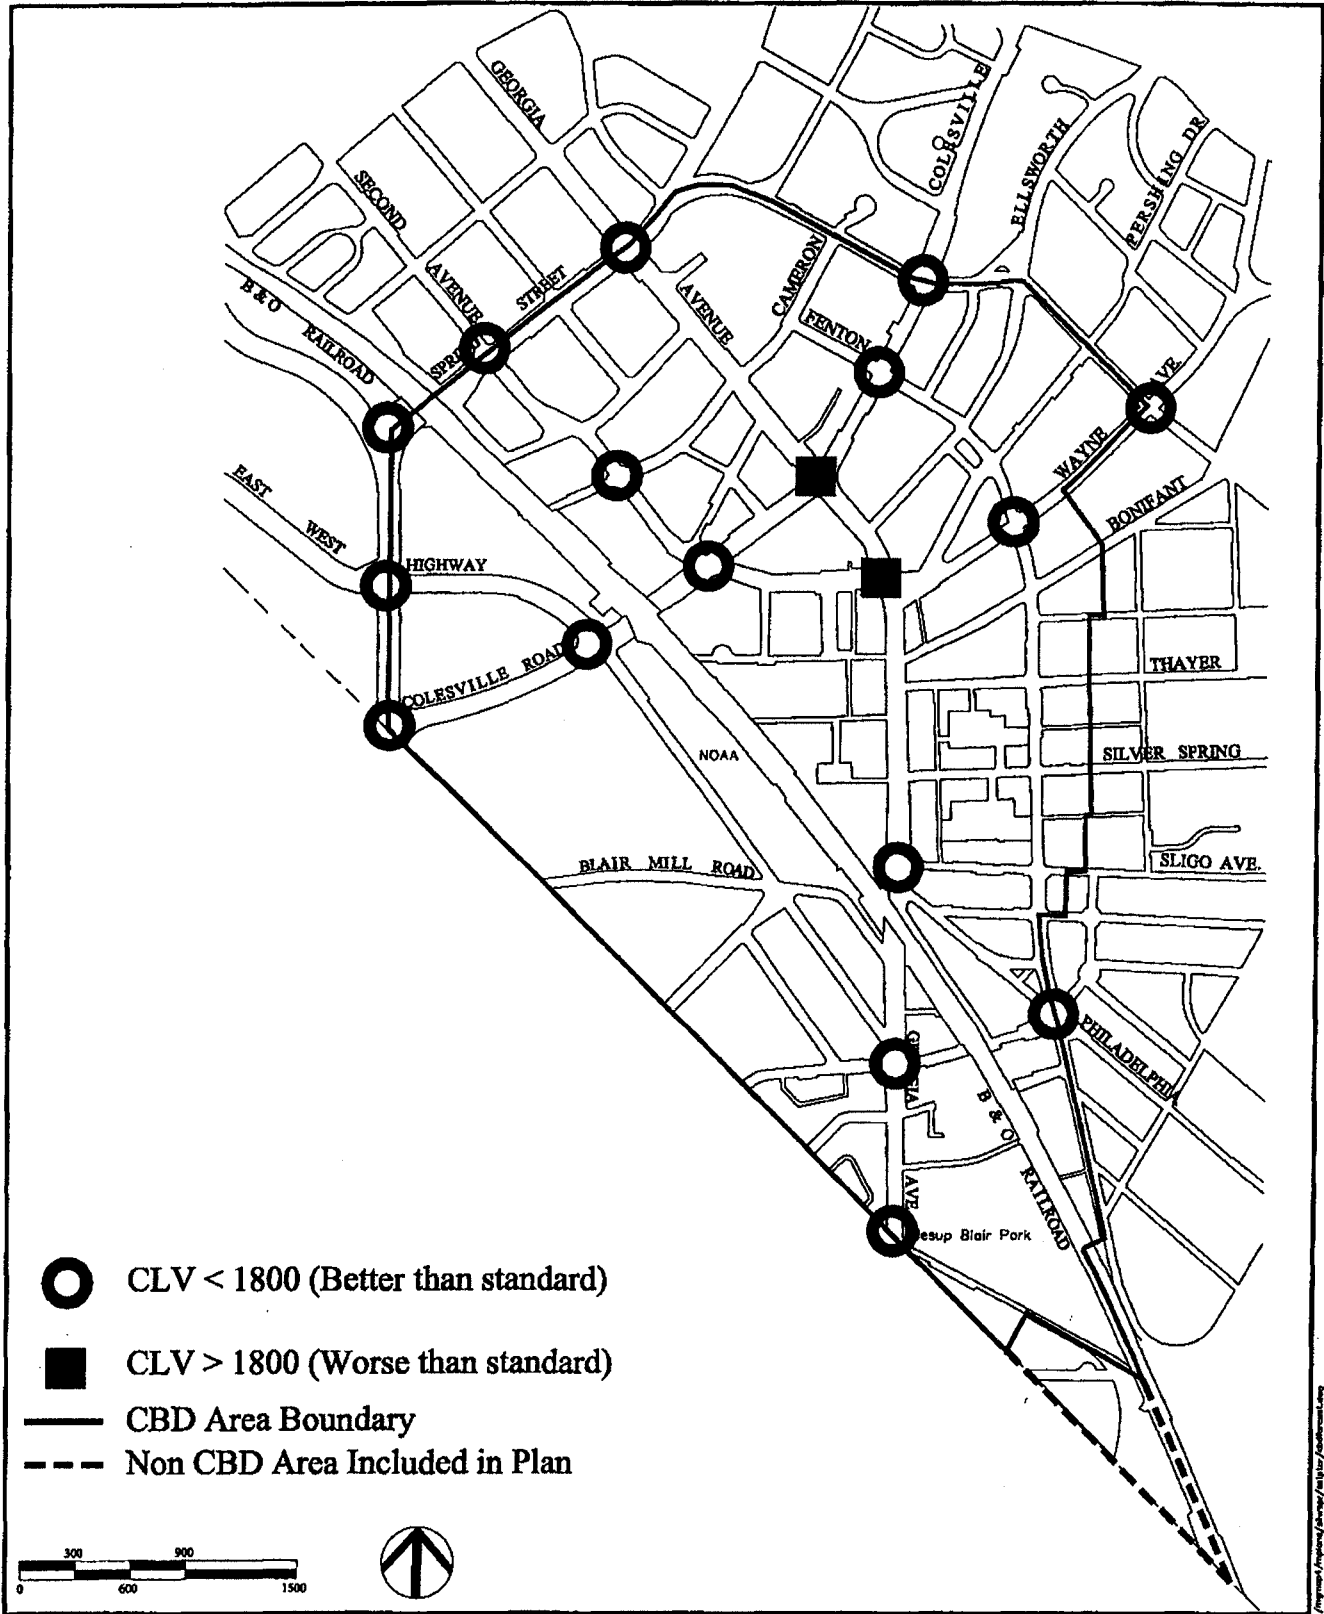 GEORGIA
COLESVILLE
ELLSWORTH
PERSHING DR.
SECOND
AVENUE
SPRING STREET
AVENUE
CAMERON
FENTON
B & O
RAILROAD
WAYNE AVE.
BONIFANT
EAST
WEST
HIGHWAY
COLESVILLE ROAD
THAYER
NOAA
SILVER SPRING
BLAIR MILL ROAD
SLIGO AVE.
PHILADELPHIA
GEORGIA
AVE
B & O
RAILROAD
esup Blair Park
CLV < 1800 (Better than standard)
CLV > 1800 (Worse than standard)
CBD Area Boundary
Non CBD Area Included in Plan
300 900
0 600 1500